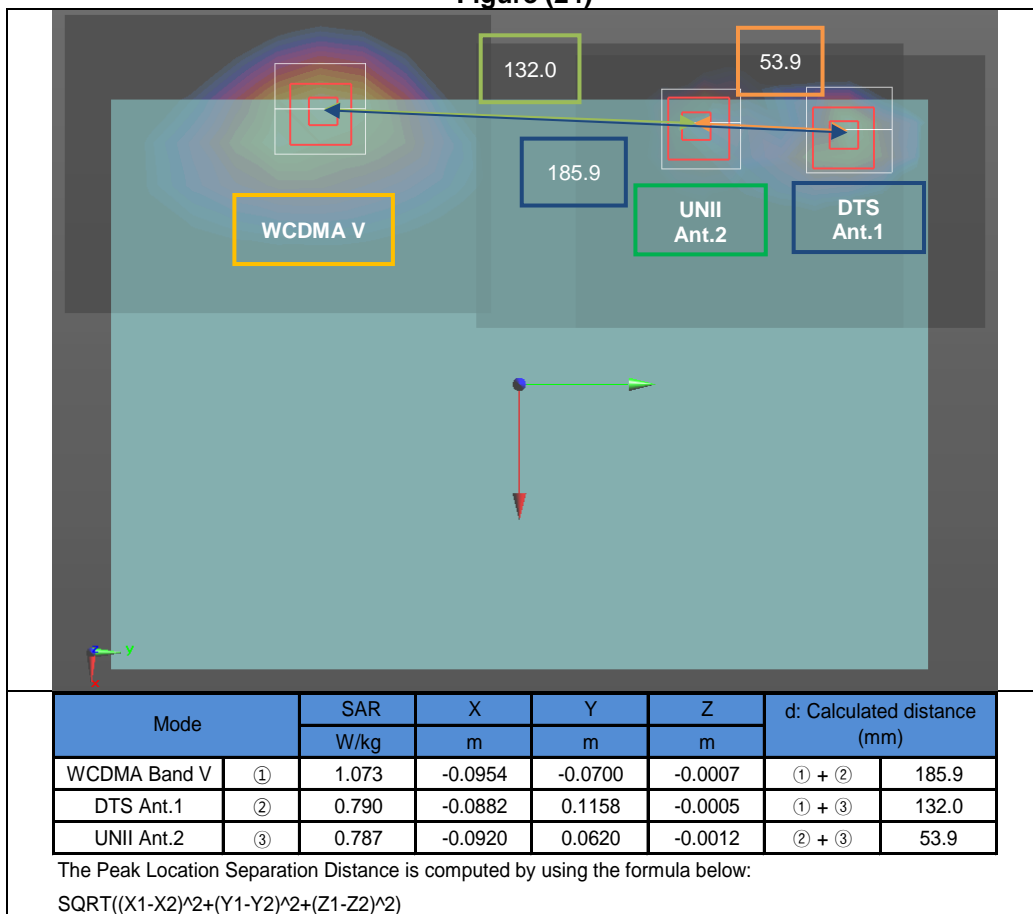 132.0
53.9
185.9
WCDMA V
UNII
Ant.2
DTS
Ant.1
z
y
x
Mode SAR X Y Z d: Calculated distance (mm)
W/kg m m m
WCDMA Band V ① 1.073 -0.0954 -0.0700 -0.0007 ① + ② 185.9
DTS Ant.1 ② 0.790 -0.0882 0.1158 -0.0005 ① + ③ 132.0
UNII Ant.2 ③ 0.787 -0.0920 0.0620 -0.0012 ② + ③ 53.9
The Peak Location Separation Distance is computed by using the formula below:
SQRT((X1-X2)^2+(Y1-Y2)^2+(Z1-Z2)^2)